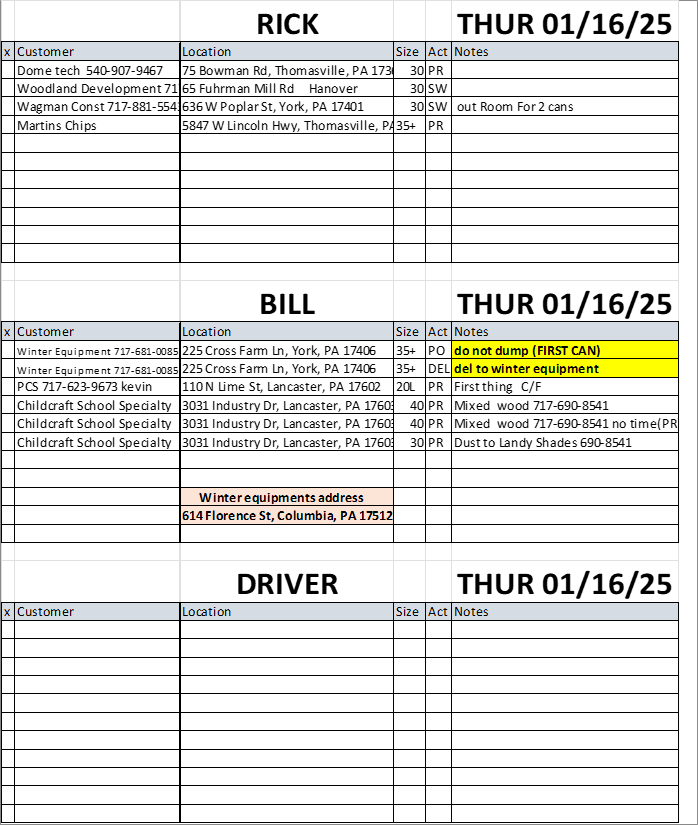 RICK THUR 01/16/25
x Customer Location Size Act Notes
Dome tech 540-907-9467 75 Bowman Rd, Thomasville, PA 173 30 PR
Woodland Development 71 65 Fuhrman Mill Rd Hanover 30 SW
Wagman Const 717-881-554 636 W Poplar St, York, PA 17401 30 SW out Room For 2 cans
Martins Chips 5847 W Lincoln Hwy, Thomasville, PA 35+ PR
BILL THUR 01/16/25
x Customer Location Size Act Notes
Winter Equipment 717-681-0085 225 Cross Farm Ln, York, PA 17406 35+ PO do not dump (FIRST CAN)
Winter Equipment 717-681-0085 225 Cross Farm Ln, York, PA 17406 35+ DEL del to winter equipment
PCS 717-623-9673 kevin 110 N Lime St, Lancaster, PA 17602 20L PR First thing C/F
Childcraft School Specialty 3031 Industry Dr, Lancaster, PA 1760 40 PR Mixed wood 717-690-8541
Childcraft School Specialty 3031 Industry Dr, Lancaster, PA 1760 40 PR Mixed wood 717-690-8541 no time(PR
Childcraft School Specialty 3031 Industry Dr, Lancaster, PA 1760 30 PR Dust to Landy Shades 690-8541
Winter equipments address
614 Florence St, Columbia, PA 17512
DRIVER THUR 01/16/25
x Customer Location Size Act Notes